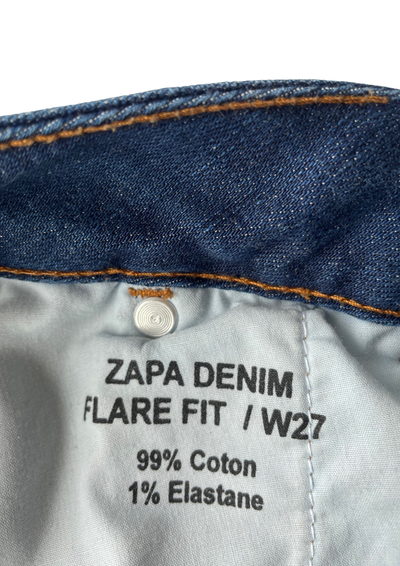 ZAPA DENIM
FLARE FIT / W27
99% Coton
1% Elastane